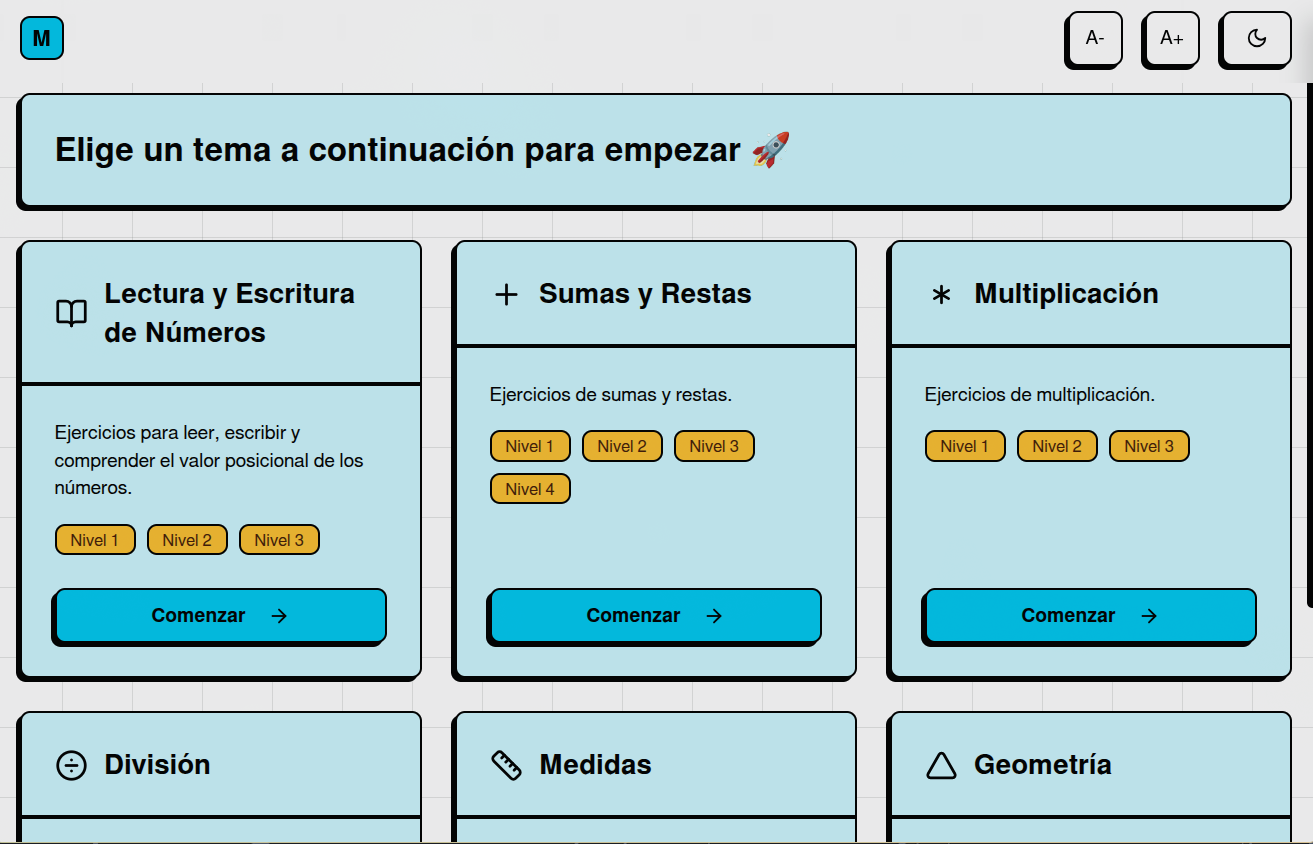 M
A-
A+
Elige un tema a continuación para empezar 🚀
Lectura y Escritura
de Números
Ejercicios para leer, escribir y
comprender el valor posicional de los
números.
Nivel 1 Nivel 2 Nivel 3
Comenzar →
Sumas y Restas
Ejercicios de sumas y restas.
Nivel 1 Nivel 2 Nivel 3
Nivel 4
Comenzar →
Multiplicación
Ejercicios de multiplicación.
Nivel 1 Nivel 2 Nivel 3
Comenzar →
División
Medidas
Geometría